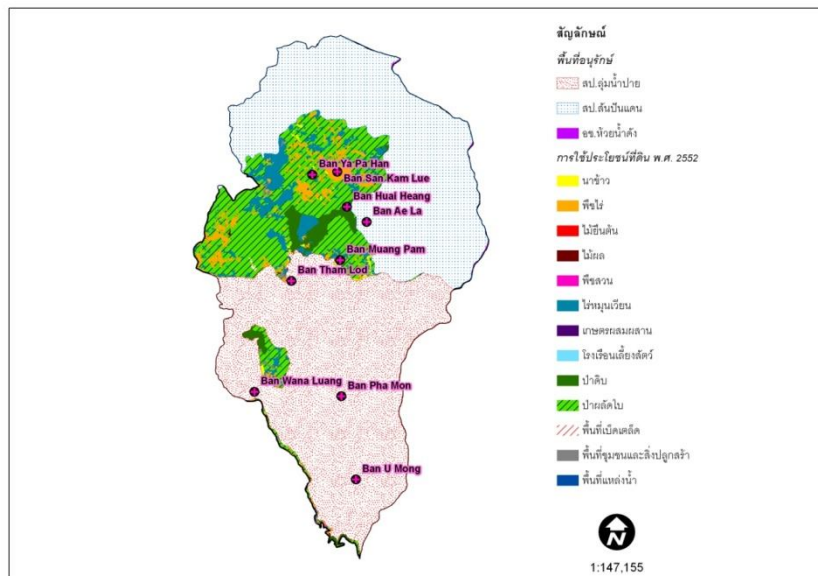 สัญลักษณ์
พื้นที่อนุรักษ์
สป.ลุ่มน้ำปาย
สป.สันปันแดน
อช.ห้วยน้ำดัง
การใช้ประโยชน์ที่ดิน พ.ศ. 2552
นาข้าว
พืชไร่
ไม้ยืนต้น
ไม้ผล
พืชสวน
ไร่หมุนเวียน
เกษตรผสมผสาน
โรงเรือนเลี้ยงสัตว์
ป่าดิบ
ป่าผลัดใบ
พื้นที่เบ็ดเตล็ด
พื้นที่ชุมชนและสิ่งปลูกสร้า
พื้นที่แหล่งน้ำ
Ban Ya Pa Han
Ban San Kam Lue
Ban Huai Heang
Ban Ae La
Ban Muang Pam
Ban Tham Lod
Ban Wana Luang
Ban Pha Mon
Ban U Mong
N
1:147,155